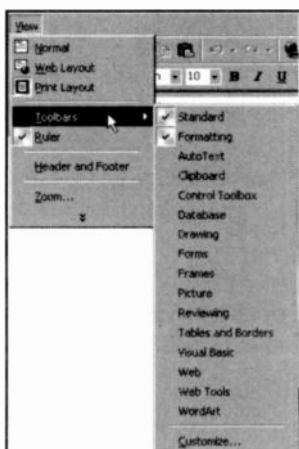 View
Normal
Web Layout
Print Layout
10 B I U
Toolbars
Ruler
Header and Footer
Zoom...
Standard
Formatting
AutoText
Clipboard
Control Toolbox
Database
Drawing
Forms
Frames
Picture
Reviewing
Tables and Borders
Visual Basic
Web
Web Tools
WordArt
Customize...